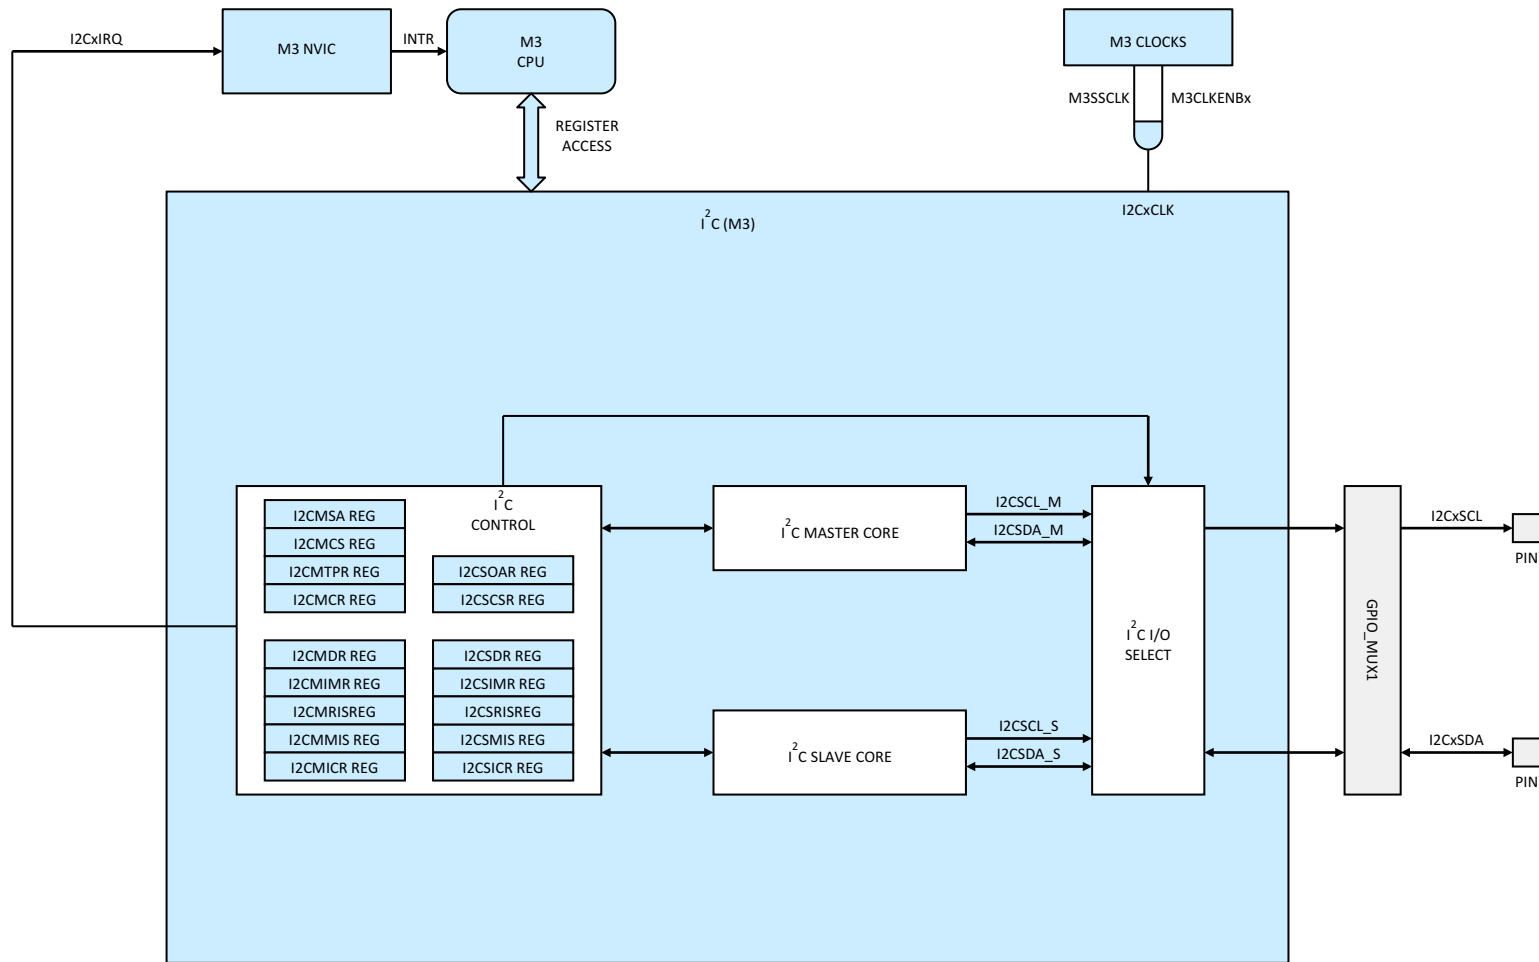 I2CxIRQ
M3 NVIC
INTR
M3
CPU
M3 CLOCKS
M3SSCLK
M3CLKENBx
REGISTER
ACCESS
I2CxCLK
I²C (M3)
I²C
CONTROL
I2CMSA REG
I2CMCS REG
I2CMTPR REG
I2CMCR REG
I2CSOAR REG
I2CSCSR REG
I2CMDR REG
I2CMIMR REG
I2CMRISREG
I2CMMIS REG
I2CMICR REG
I2CSDR REG
I2CSIMR REG
I2CSRISREG
I2CSMIS REG
I2CSICR REG
I²C MASTER CORE
I2CSCL_M
I2CSDA_M
I²C SLAVE CORE
I2CSCL_S
I2CSDA_S
I²C I/O
SELECT
GPIO_MUX1
I2CxSCL
PIN
I2CxSDA
PIN